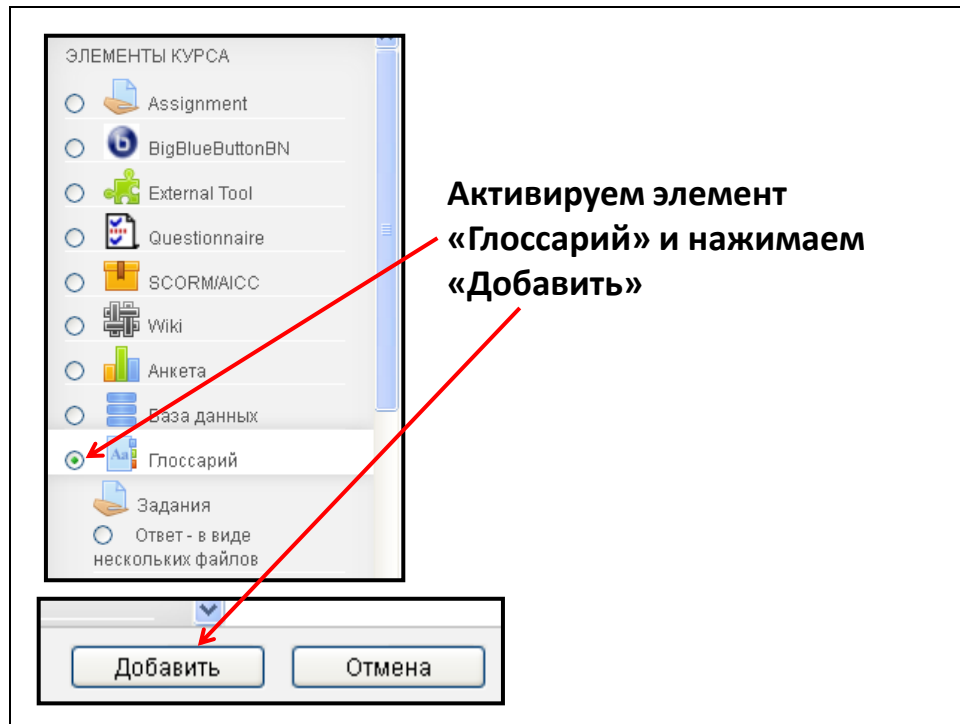 ЭЛЕМЕНТЫ КУРСА
Assignment
BigBlueButtonBN
External Tool
Questionnaire
SCORM/AICC
Wiki
Анкета
База данных
Глоссарий
Задания
Ответ - в виде
нескольких файлов
Активируем элемент
«Глоссарий» и нажимаем
«Добавить»
Добавить
Отмена